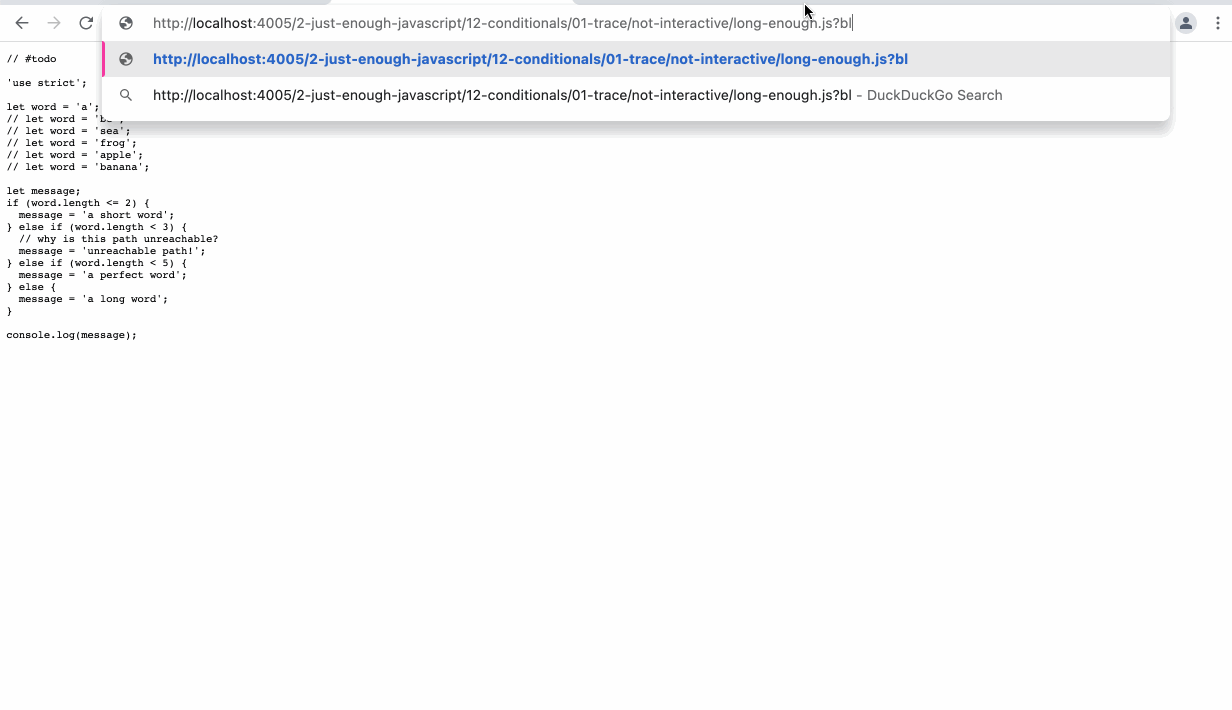 http://localhost:4005/2-just-enough-javascript/12-conditionals/01-trace/not-interactive/long-enough.js?bl
http://localhost:4005/2-just-enough-javascript/12-conditionals/01-trace/not-interactive/long-enough.js?bl
http://localhost:4005/2-just-enough-javascript/12-conditionals/01-trace/not-interactive/long-enough.js?bl - DuckDuckGo Search
// #todo
'use strict';
let word = 'a';
// let word = 'be';
// let word = 'sea';
// let word = 'frog';
// let word = 'apple';
// let word = 'banana';
let message;
if (word.length <= 2) {
message = 'a short word';
} else if (word.length < 3) {
// why is this path unreachable?
message = 'unreachable path!';
} else if (word.length < 5) {
message = 'a perfect word';
} else {
message = 'a long word';
}
console.log(message);